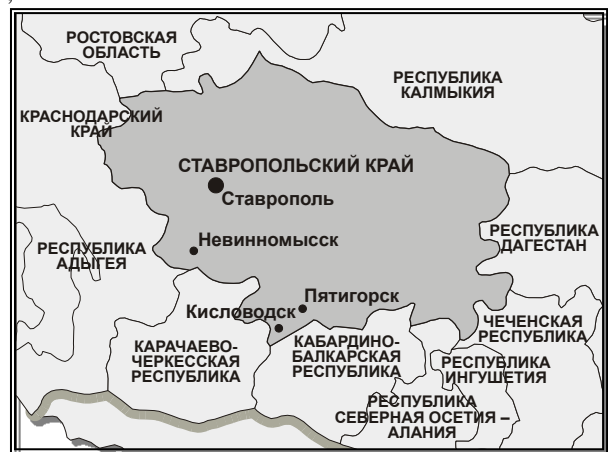 РОСТОВСКАЯ
ОБЛАСТЬ
РЕСПУБЛИКА
КАЛМЫКИЯ
КРАСНОДАРСКИЙ
КРАЙ
СТАВРОПОЛЬСКИЙ КРАЙ
Ставрополь
Невинномысск
РЕСПУБЛИКА
АДЫГЕЯ
РЕСПУБЛИКА
ДАГЕСТАН
Пятигорск
Кисловодск
ЧЕЧЕНСКАЯ
РЕСПУБЛИКА
КАРАЧАЕВО-
ЧЕРКЕССКАЯ
РЕСПУБЛИКА
КАБАРДИНО-
БАЛКАРСКАЯ
РЕСПУБЛИКА
РЕСПУБЛИКА
ИНГУШЕТИЯ
РЕСПУБЛИКА
СЕВЕРНАЯ ОСЕТИЯ –
АЛАНИЯ